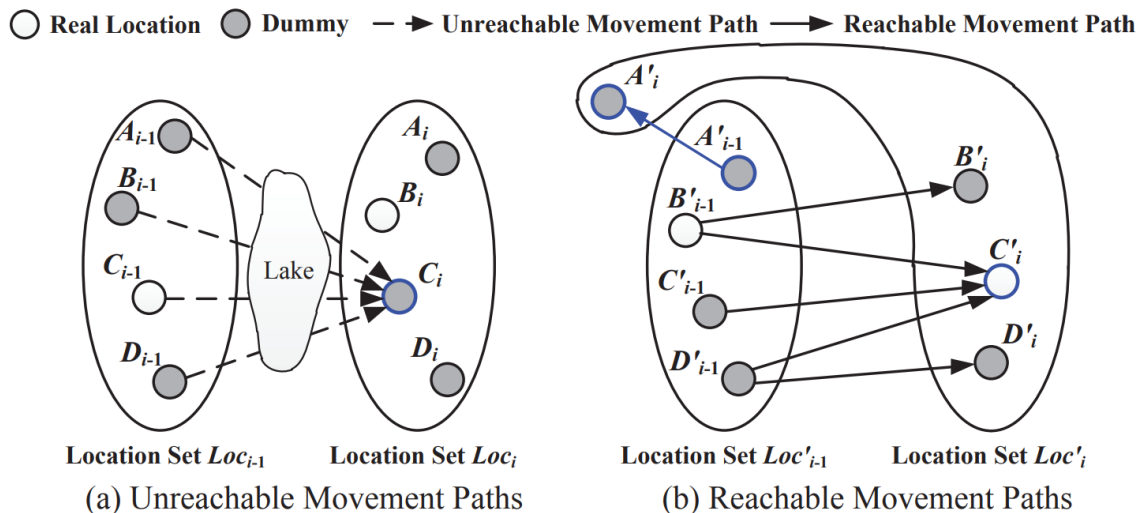 Real Location Dummy Unreachable Movement Path Reachable Movement Path
A'i
Ai-1 Ai A'i-1
Bi-1 Bi B'i-1 B'i
Lake
Ci-1 Ci C'i-1 C'i
Di-1 Di D'i-1 D'i
Location Set Loci-1 Location Set Loci Location Set Loc'i-1 Location Set Loc'i
(a) Unreachable Movement Paths (b) Reachable Movement Paths